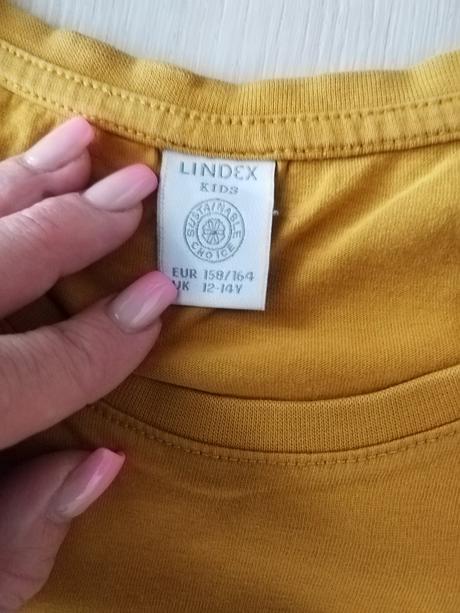 LINDEX
KIDS
SUSTAINABLE
CHOICE
EUR 158/164
UK 12-14Y